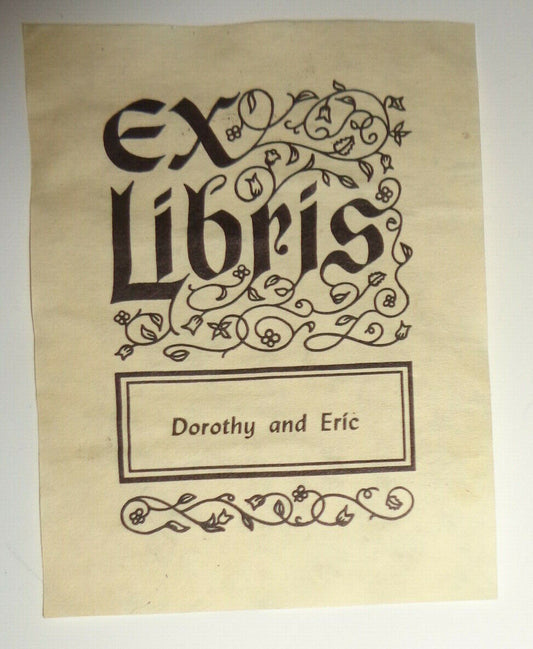 Ex
Libris
Dorothy and Eric